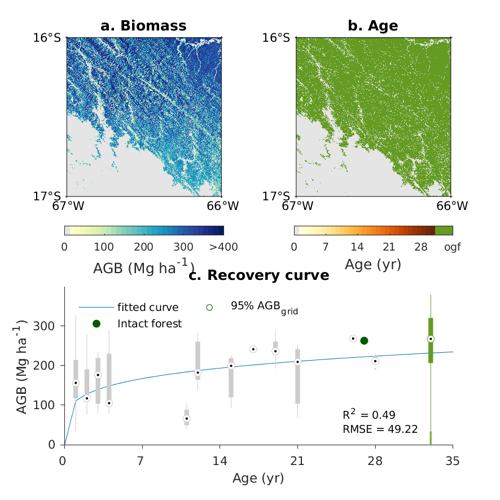 a. Biomass
b. Age
16°S
16°S
17°S
17°S
67°W
66°W
67°W
66°W
0 100 200 300 >400
0 7 14 21 28 ogf
AGB (Mg ha⁻¹)
Age (yr)
c. Recovery curve
fitted curve
95% AGB_grid
Intact forest
300
200
100
0
AGB (Mg ha⁻¹)
R² = 0.49
RMSE = 49.22
0 7 14 21 28 35
Age (yr)